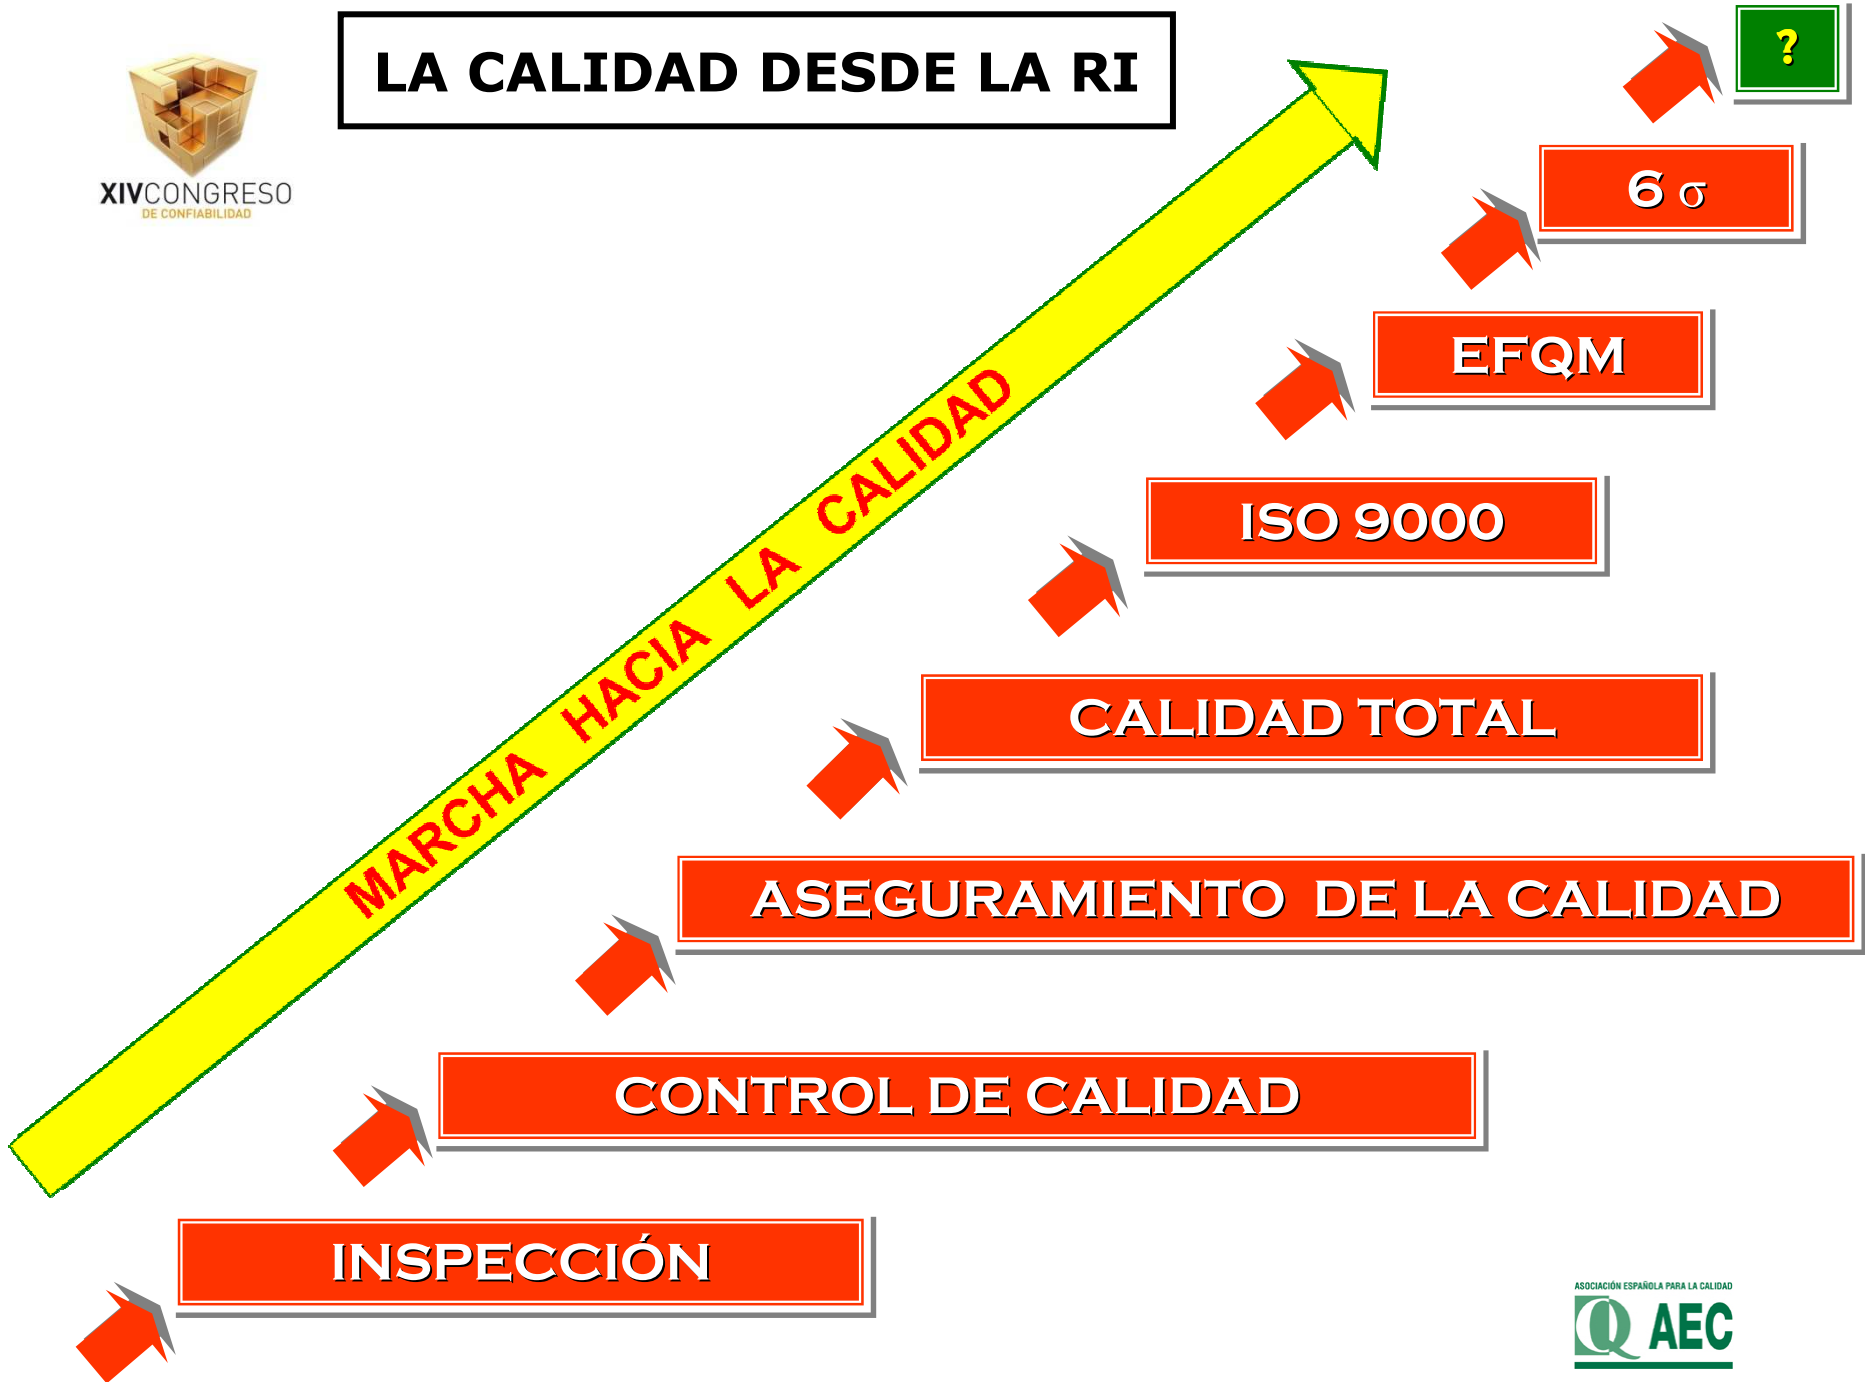 LA CALIDAD DESDE LA RI
XIVCONGRESO
DE CONFIABILIDAD
?
6 σ
EFQM
ISO 9000
MARCHA HACIA LA CALIDAD
CALIDAD TOTAL
ASEGURAMIENTO DE LA CALIDAD
CONTROL DE CALIDAD
INSPECCIÓN
ASOCIACIÓN ESPAÑOLA PARA LA CALIDAD
Q AEC